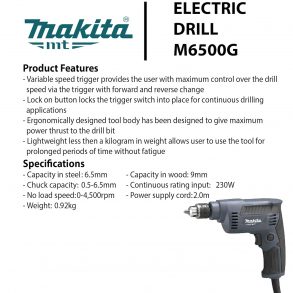 makita
mt
ELECTRIC
DRILL
M6500G
Product Features
- Variable speed trigger provides the user with maximum control over the drill
speed via the trigger with forward and reverse change
- Lock on button locks the trigger switch into place for continuous drilling
applications
- Ergonomically designed tool body has been designed to give maximum
power thrust to the drill bit
- Lightweight less then a kilogram in weight allows user to use the tool for
prolonged periods of time without fatigue
Specifications
- Capacity in steel : 6.5mm - Capacity in wood: 9mm
- Chuck capacity: 0.5-6.5mm - Continuous rating input: 230W
- No load speed:0-4,500rpm - Power supply cord: 2.0m
- Weight: 0.92kg
makita